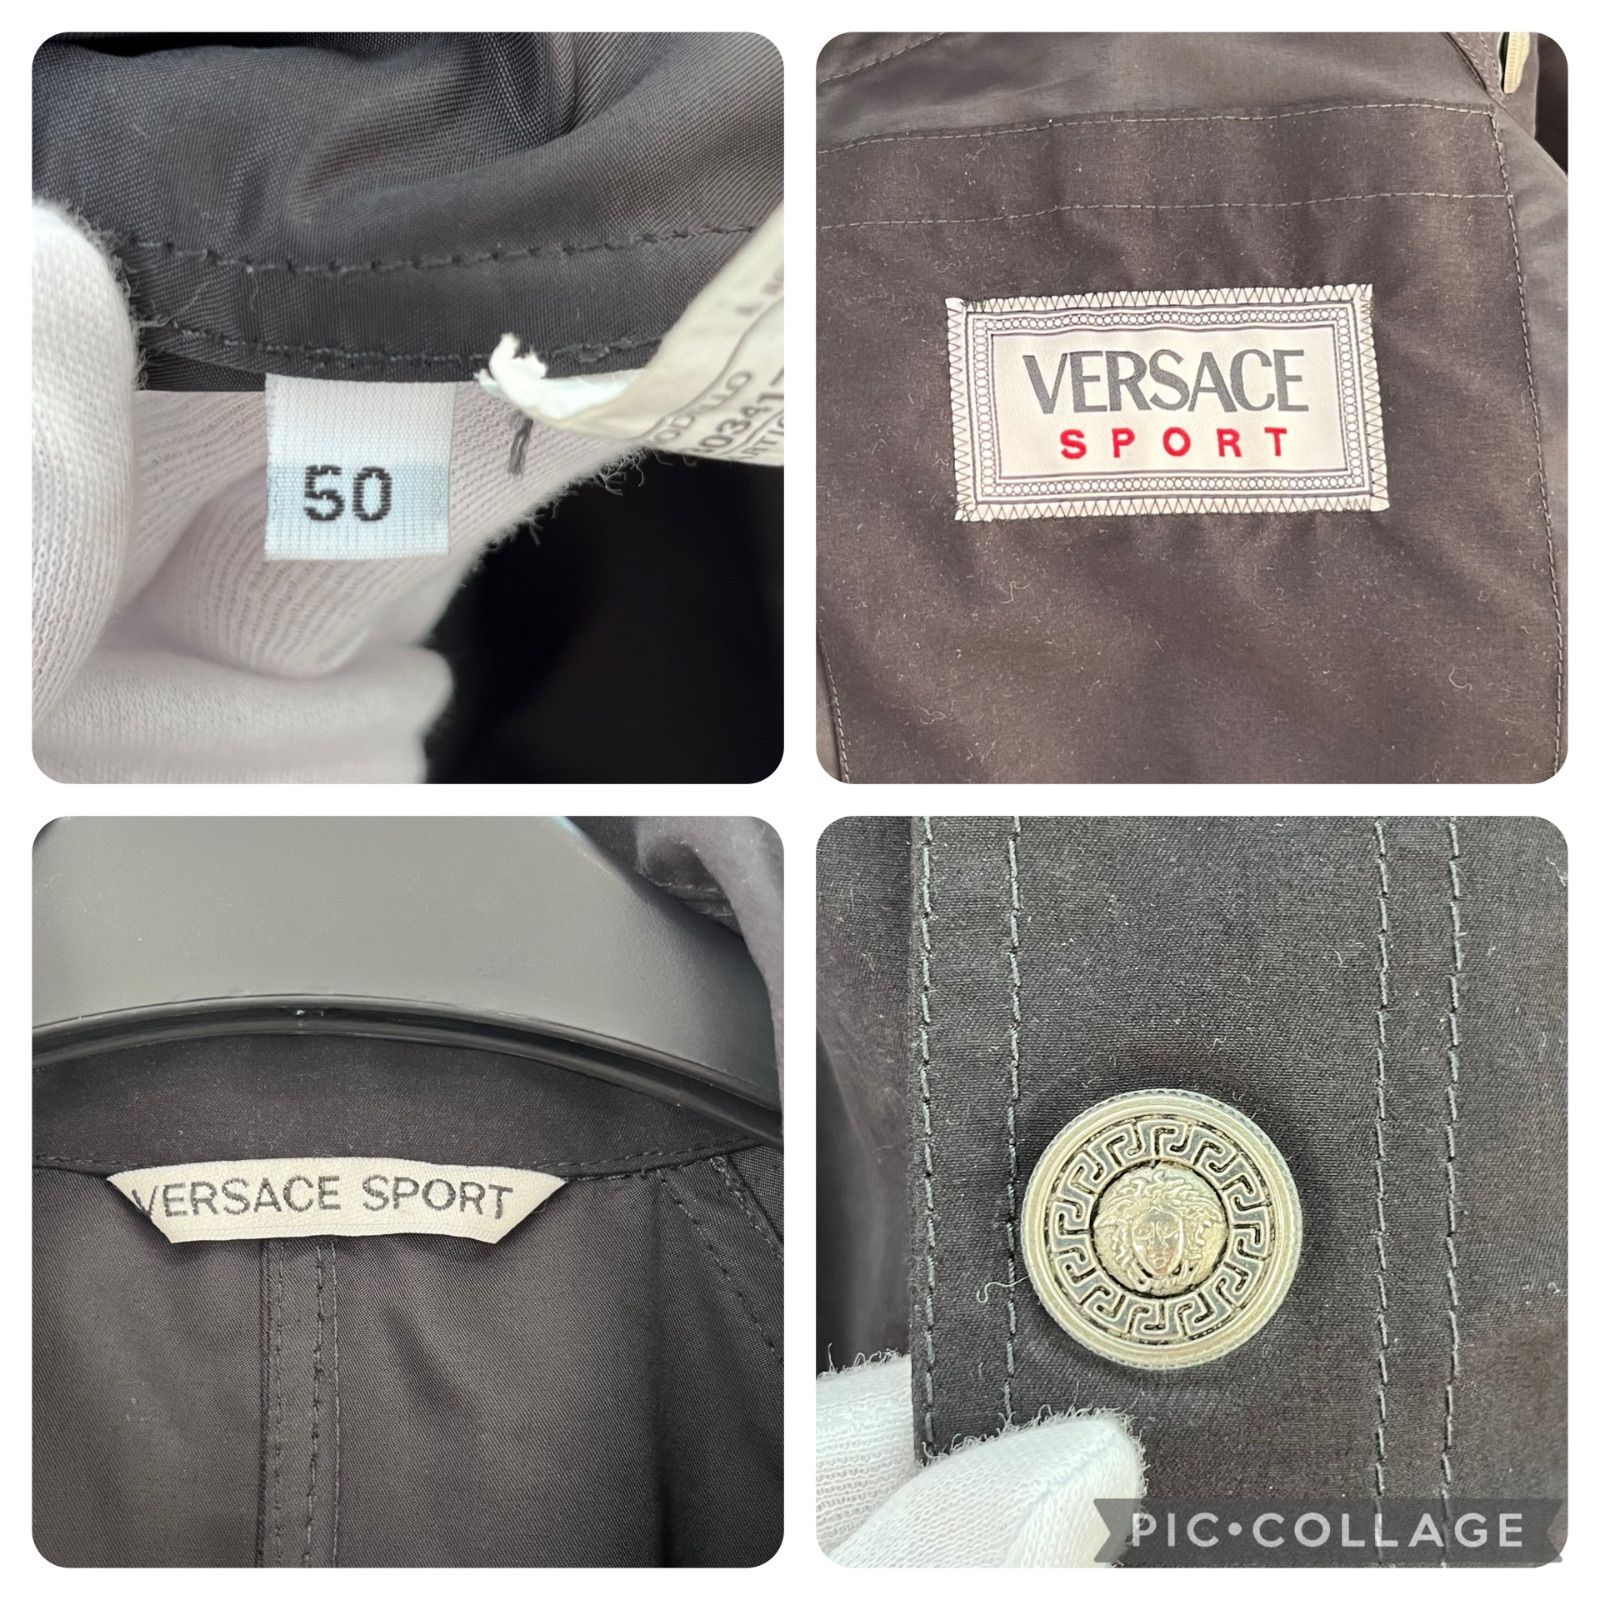 50
VERSACE
SPORT
VERSACE SPORT
PIC•COLLAGE